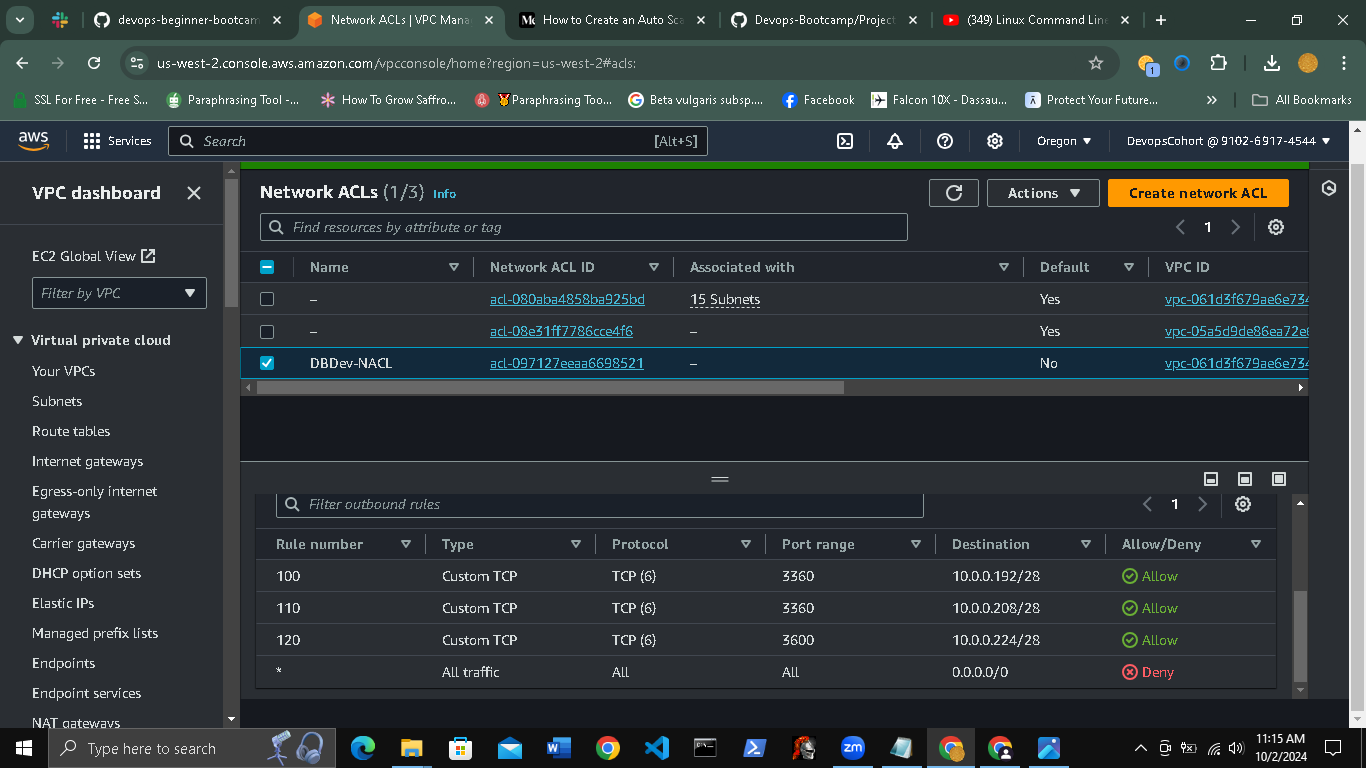 devops-beginner-bootcam
Network ACLs | VPC Mana
How to Create an Auto Sca
Devops-Bootcamp/Project
(349) Linux Command Line
us-west-2.console.aws.amazon.com/vpcconsole/home?region=us-west-2#acls:
1
SSL For Free - Free S...
Paraphrasing Tool -...
How To Grow Saffro...
Paraphrasing Too...
Beta vulgaris subsp....
Facebook
Falcon 10X - Dassau...
Protect Your Future...
All Bookmarks
aws
Services
Search
[Alt+S]
Oregon
DevopsCohort @ 9102-6917-4544
VPC dashboard
EC2 Global View
Filter by VPC
Virtual private cloud
Your VPCs
Subnets
Route tables
Internet gateways
Egress-only internet
gateways
Carrier gateways
DHCP option sets
Elastic IPs
Managed prefix lists
Endpoints
Endpoint services
NAT gateways
Network ACLs (1/3) Info
Actions
Create network ACL
Find resources by attribute or tag
1
Name Network ACL ID Associated with Default VPC ID
– acl-080aba4858ba925bd 15 Subnets Yes vpc-061d3f679ae6e734
– acl-08e31ff7786cce4f6 – Yes vpc-05a5d9de86ea72e6
DBDev-NACL acl-097127eeaa6698521 – No vpc-061d3f679ae6e734
Filter outbound rules
1
Rule number Type Protocol Port range Destination Allow/Deny
100 Custom TCP TCP (6) 3360 10.0.0.192/28 Allow
110 Custom TCP TCP (6) 3360 10.0.0.208/28 Allow
120 Custom TCP TCP (6) 3600 10.0.0.224/28 Allow
* All traffic All All 0.0.0.0/0 Deny
Type here to search
zm
11:15 AM
10/2/2024